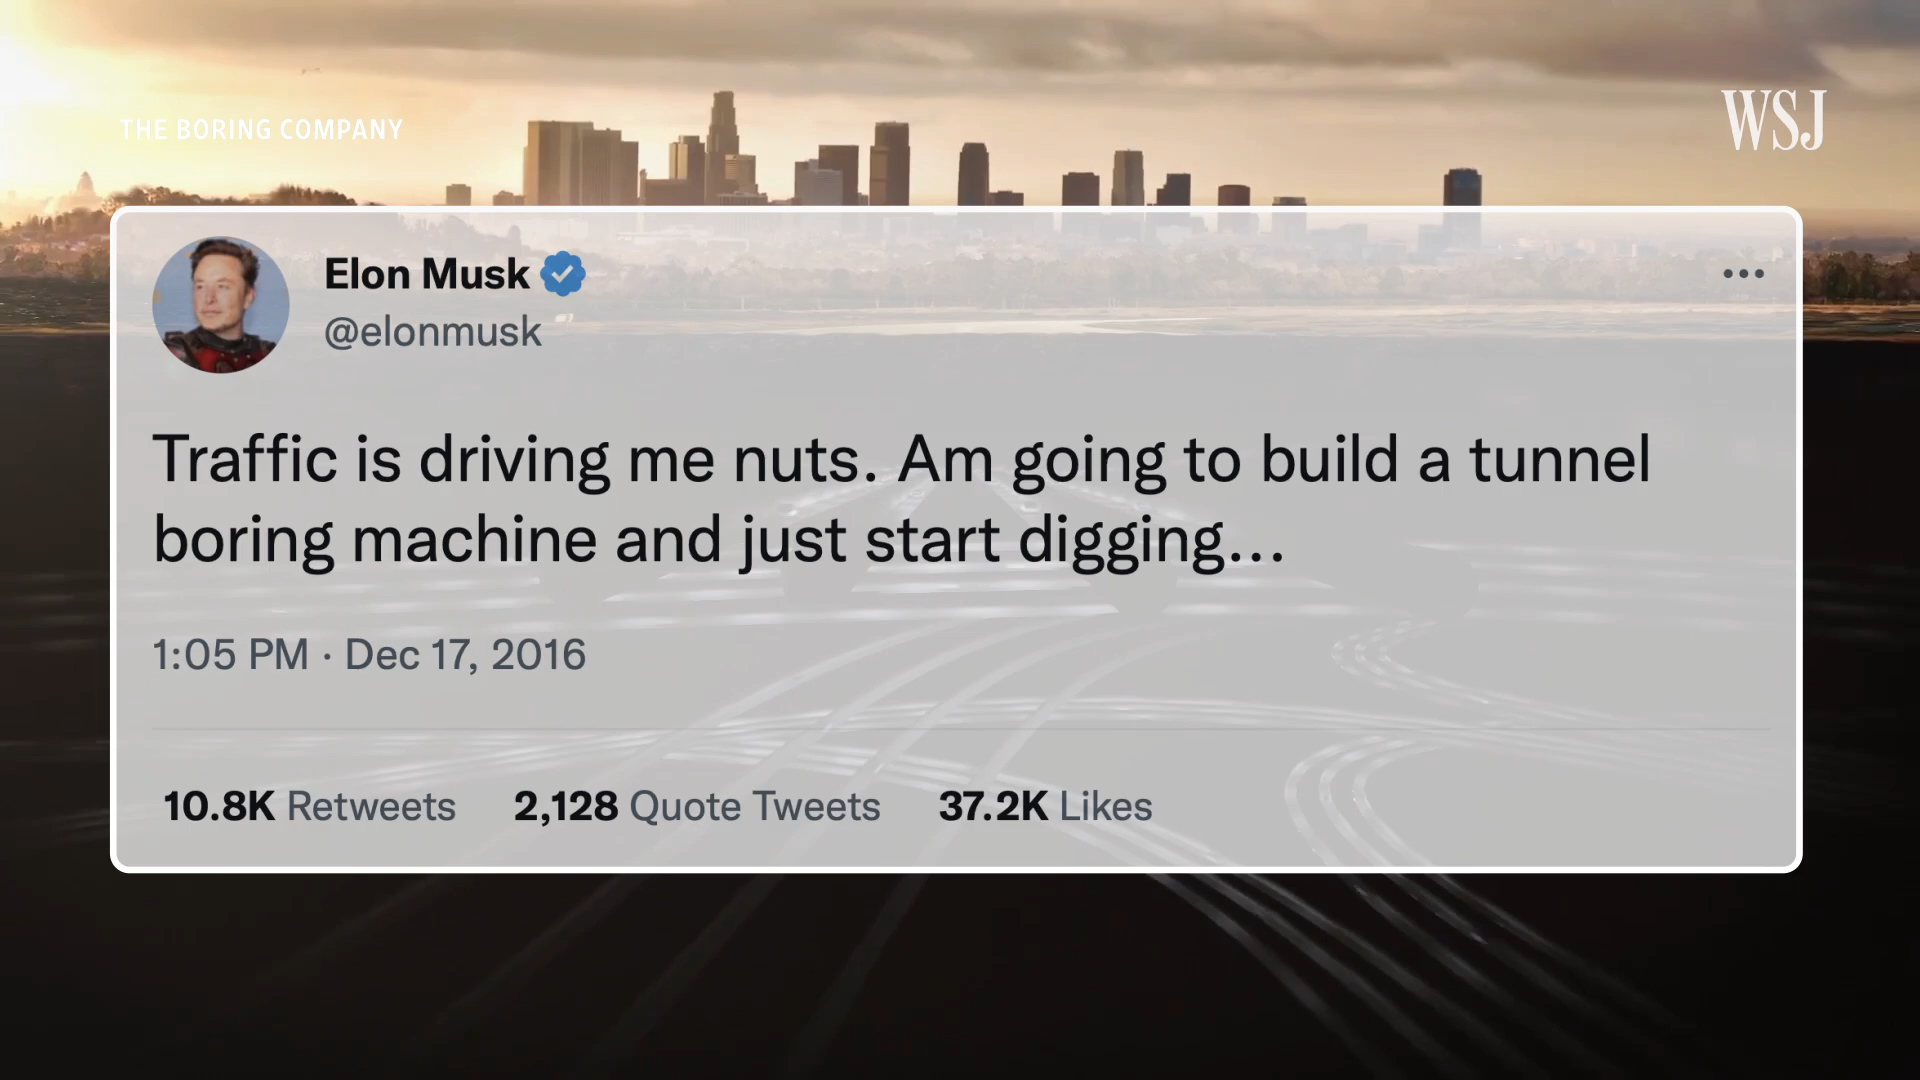 THE BORING COMPANY
WSJ
Elon Musk
@elonmusk
Traffic is driving me nuts. Am going to build a tunnel
boring machine and just start digging…
1:05 PM · Dec 17, 2016
10.8K Retweets 2,128 Quote Tweets 37.2K Likes